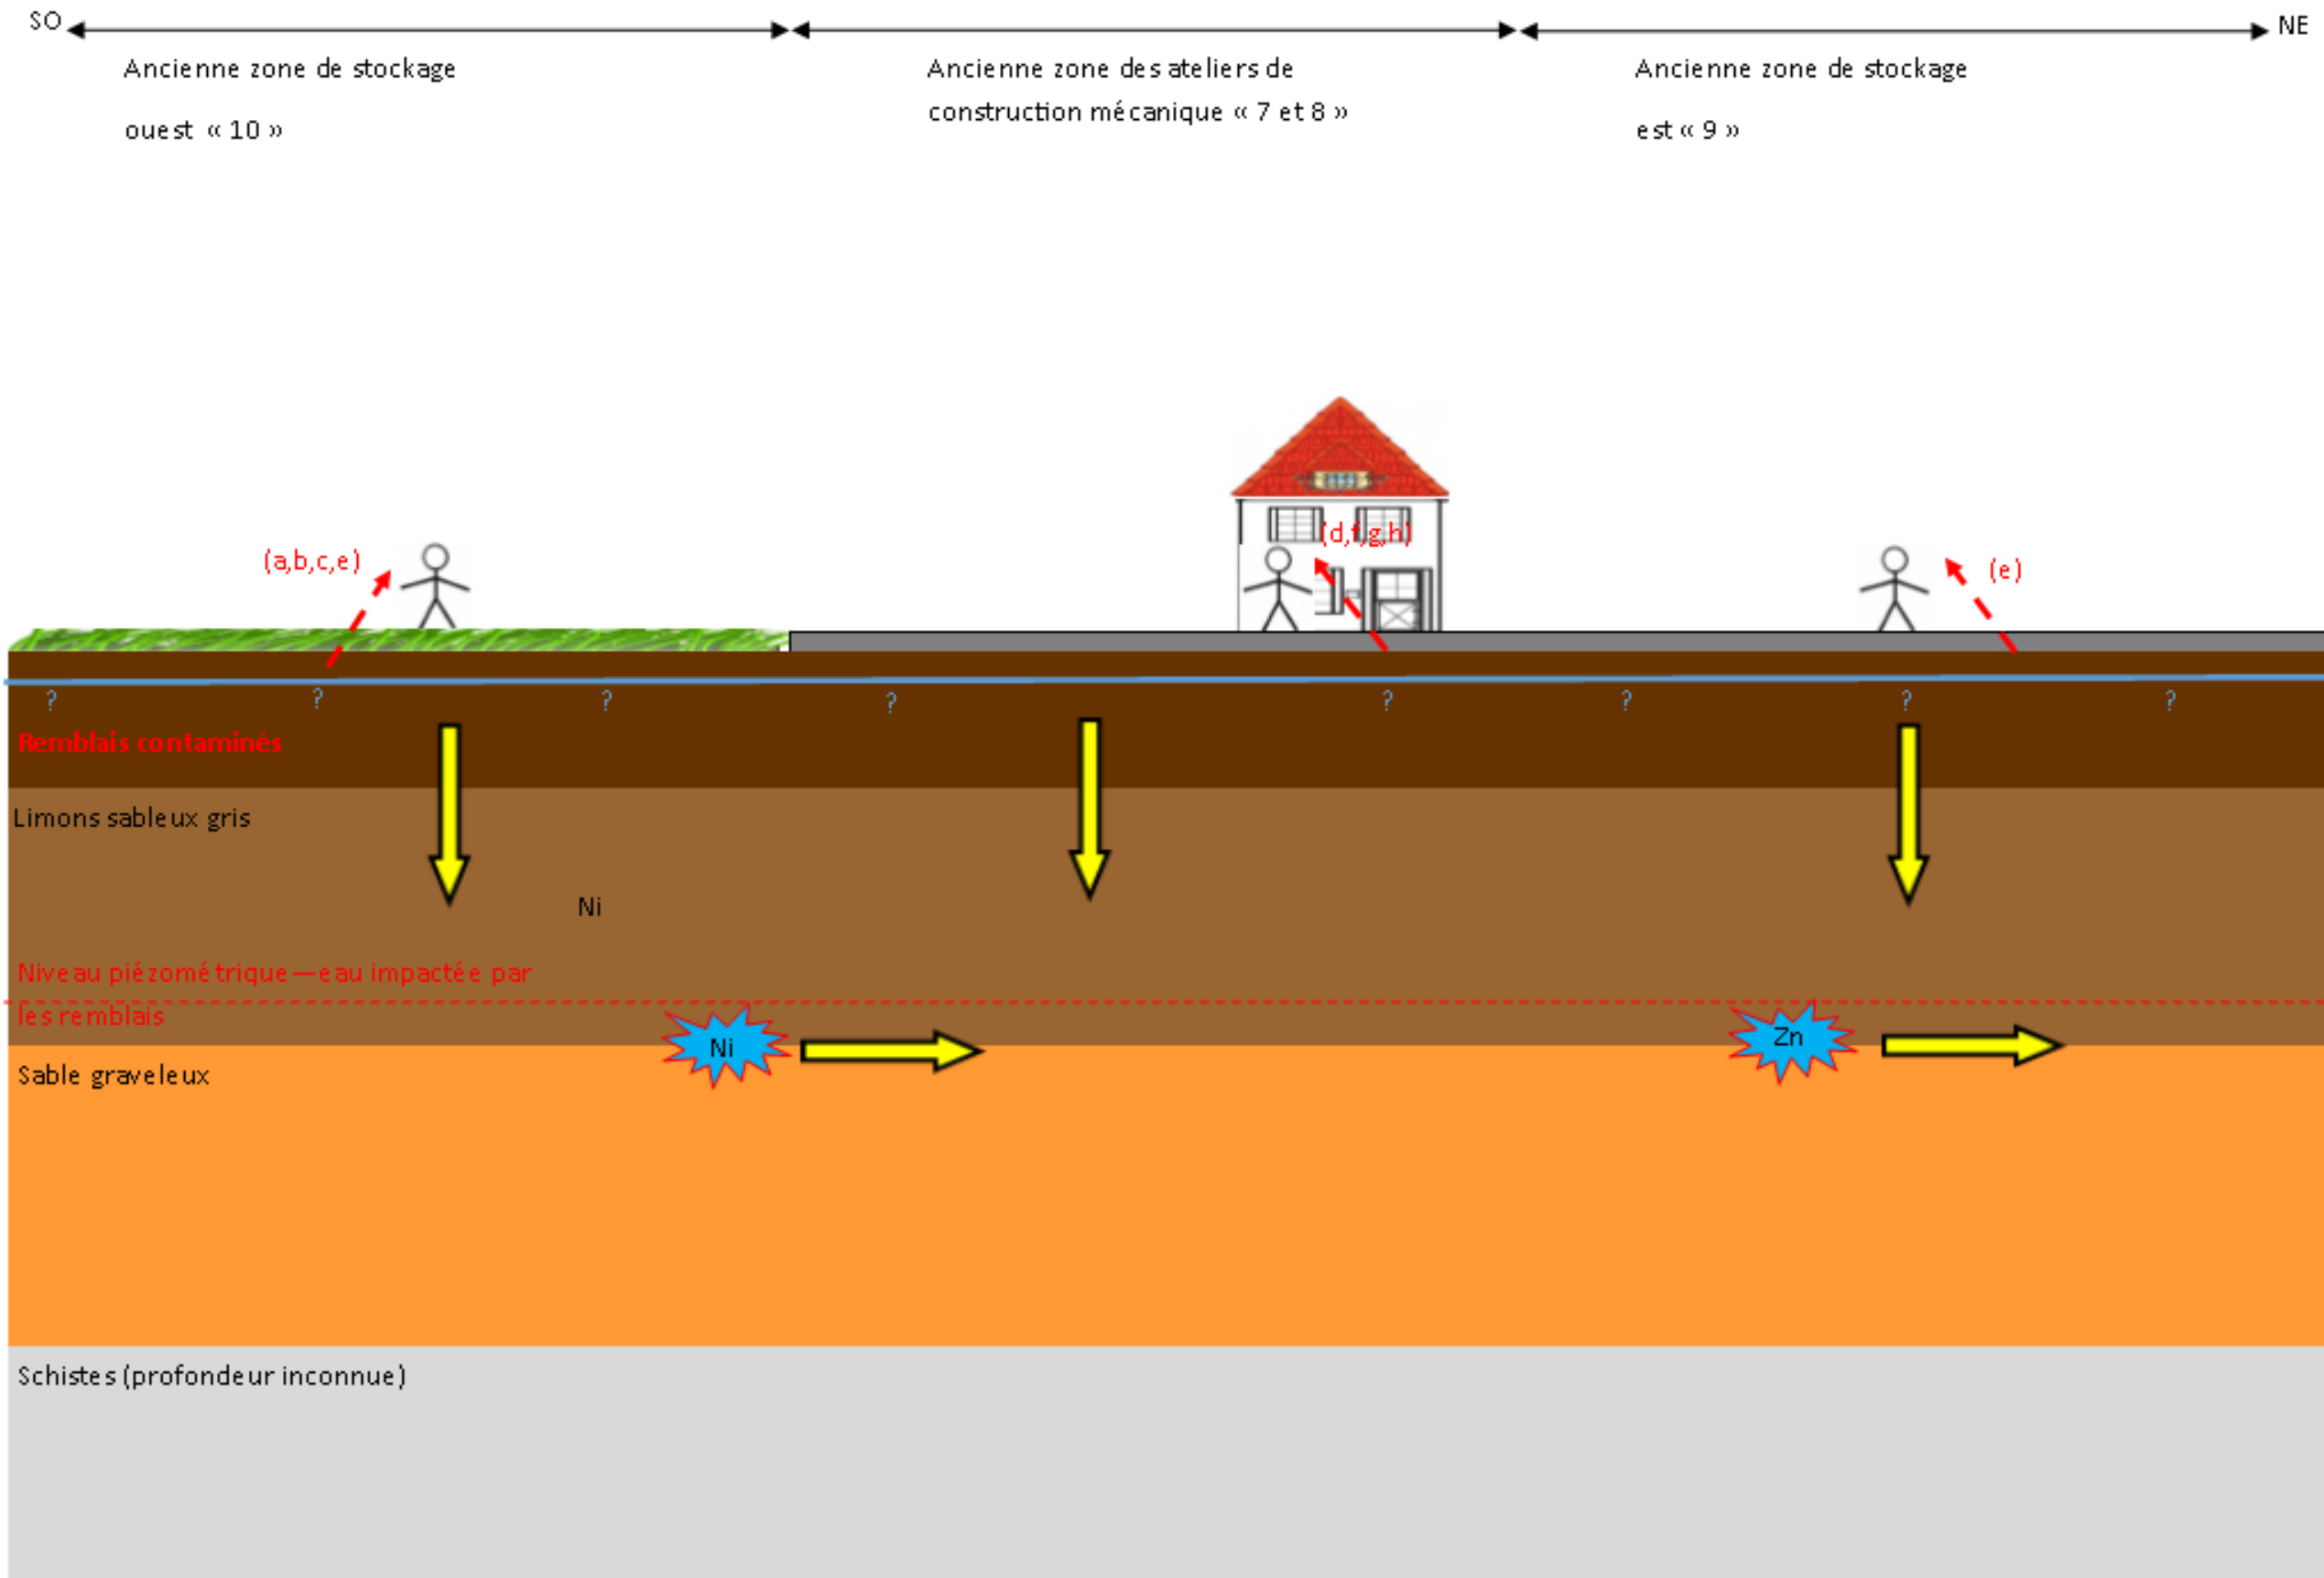 SO
NE
Ancienne zone de stockage
ouest « 10 »
Ancienne zone des ateliers de
construction mécanique « 7 et 8 »
Ancienne zone de stockage
est « 9 »
(a,b,c,e)
(d,f,g,h)
(e)
? ? ? ? ? ? ? ?
Remblais contaminés
Limons sableux gris
Ni
Niveau piézométrique—eau impactée par
les remblais
Ni
Zn
Sable graveleux
Schistes (profondeur inconnue)